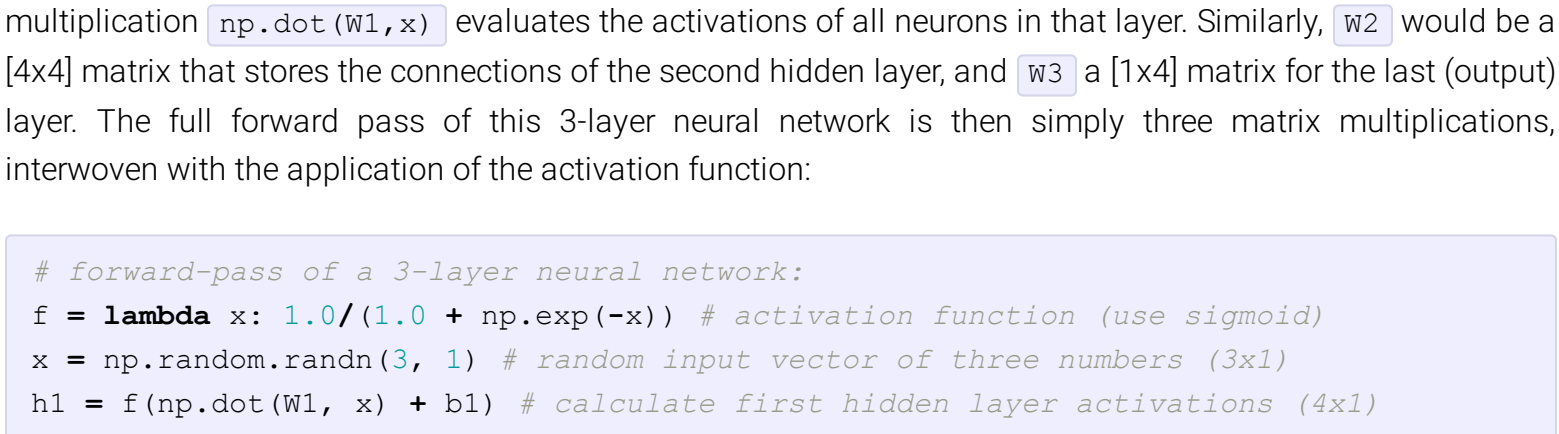 multiplication np.dot(W1,x) evaluates the activations of all neurons in that layer. Similarly, W2 would be a
[4x4] matrix that stores the connections of the second hidden layer, and W3 a [1x4] matrix for the last (output)
layer. The full forward pass of this 3-layer neural network is then simply three matrix multiplications,
interwoven with the application of the activation function:
# forward-pass of a 3-layer neural network:
f = lambda x: 1.0/(1.0 + np.exp(-x)) # activation function (use sigmoid)
x = np.random.randn(3, 1) # random input vector of three numbers (3x1)
h1 = f(np.dot(W1, x) + b1) # calculate first hidden layer activations (4x1)